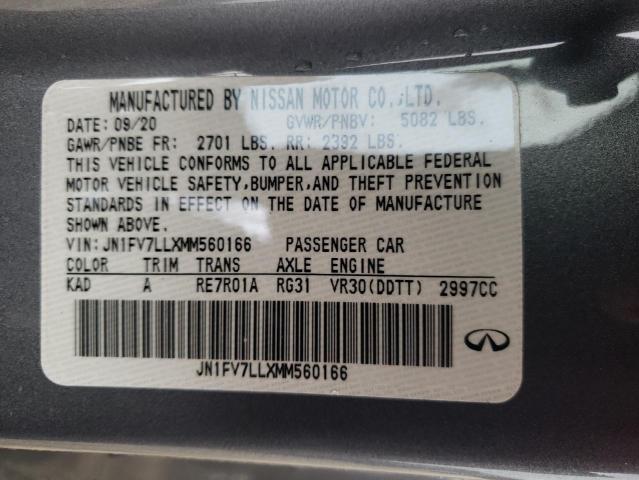 MANUFACTURED BY NISSAN MOTOR CO.,LTD.
DATE: 09/20 GVWR/PNBV: 5082 LBS.
GAWR/PNBE FR: 2701 LBS. RR: 2392 LBS.
THIS VEHICLE CONFORMS TO ALL APPLICABLE FEDERAL
MOTOR VEHICLE SAFETY,BUMPER,AND THEFT PREVENTION
STANDARDS IN EFFECT ON THE DATE OF MANUFACTURE
SHOWN ABOVE.
VIN:JN1FV7LLXMM560166 PASSENGER CAR
COLOR TRIM TRANS AXLE ENGINE
KAD A RE7R01A RG31 VR30(DDTT) 2997CC
JN1FV7LLXMM560166